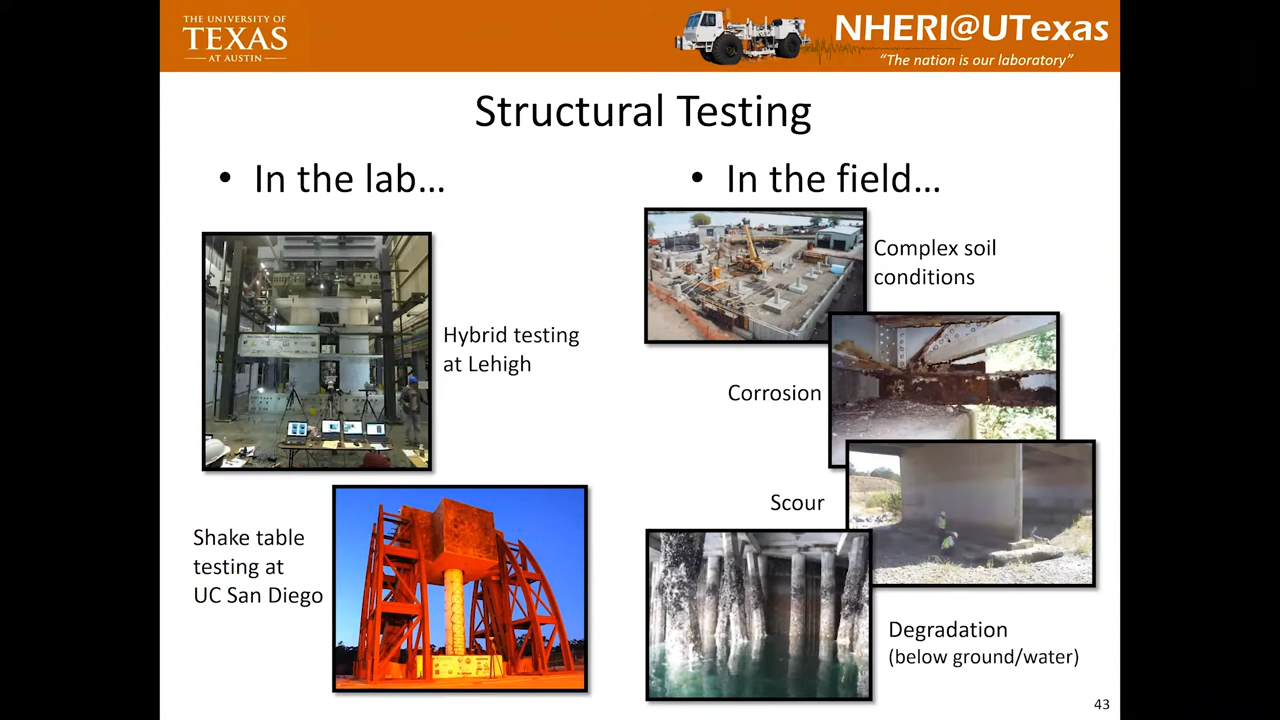 THE UNIVERSITY OF
TEXAS
AT AUSTIN
NHERI@UTexas
“The nation is our laboratory”
Structural Testing
• In the lab…
Hybrid testing
at Lehigh
Shake table
testing at
UC San Diego
• In the field…
Complex soil
conditions
Corrosion
Scour
Degradation
(below ground/water)
43